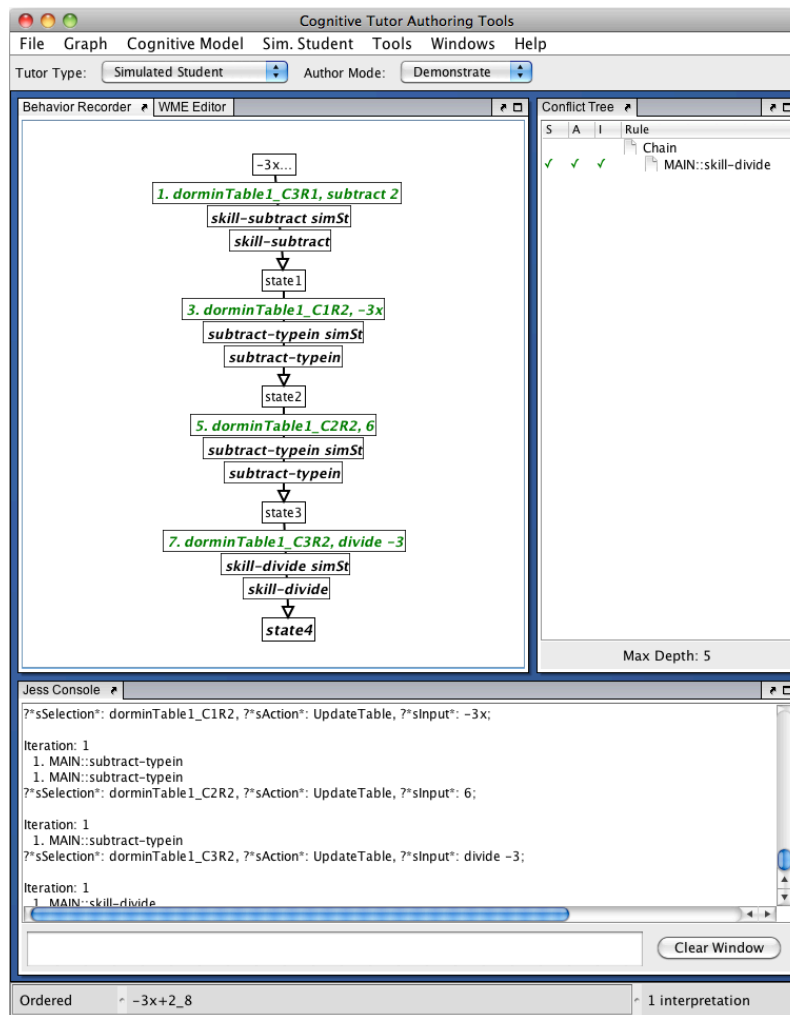 Cognitive Tutor Authoring Tools
File Graph Cognitive Model Sim. Student Tools Windows Help
Tutor Type: Simulated Student Author Mode: Demonstrate
Behavior Recorder WME Editor
-3x...
1. dorminTable1_C3R1, subtract 2
skill-subtract simSt
skill-subtract
state1
3. dorminTable1_C1R2, -3x
subtract-typein simSt
subtract-typein
state2
5. dorminTable1_C2R2, 6
subtract-typein simSt
subtract-typein
state3
7. dorminTable1_C3R2, divide -3
skill-divide simSt
skill-divide
state4
Conflict Tree
S A I Rule
Chain
✓ ✓ ✓ MAIN::skill-divide
Max Depth: 5
Jess Console
?*sSelection*: dorminTable1_C1R2, ?*sAction*: UpdateTable, ?*sInput*: -3x;
Iteration: 1
1. MAIN::subtract-typein
1. MAIN::subtract-typein
?*sSelection*: dorminTable1_C2R2, ?*sAction*: UpdateTable, ?*sInput*: 6;
Iteration: 1
1. MAIN::subtract-typein
?*sSelection*: dorminTable1_C3R2, ?*sAction*: UpdateTable, ?*sInput*: divide -3;
Iteration: 1
1. MAIN::skill-divide
Clear Window
Ordered -3x+2_8 1 interpretation